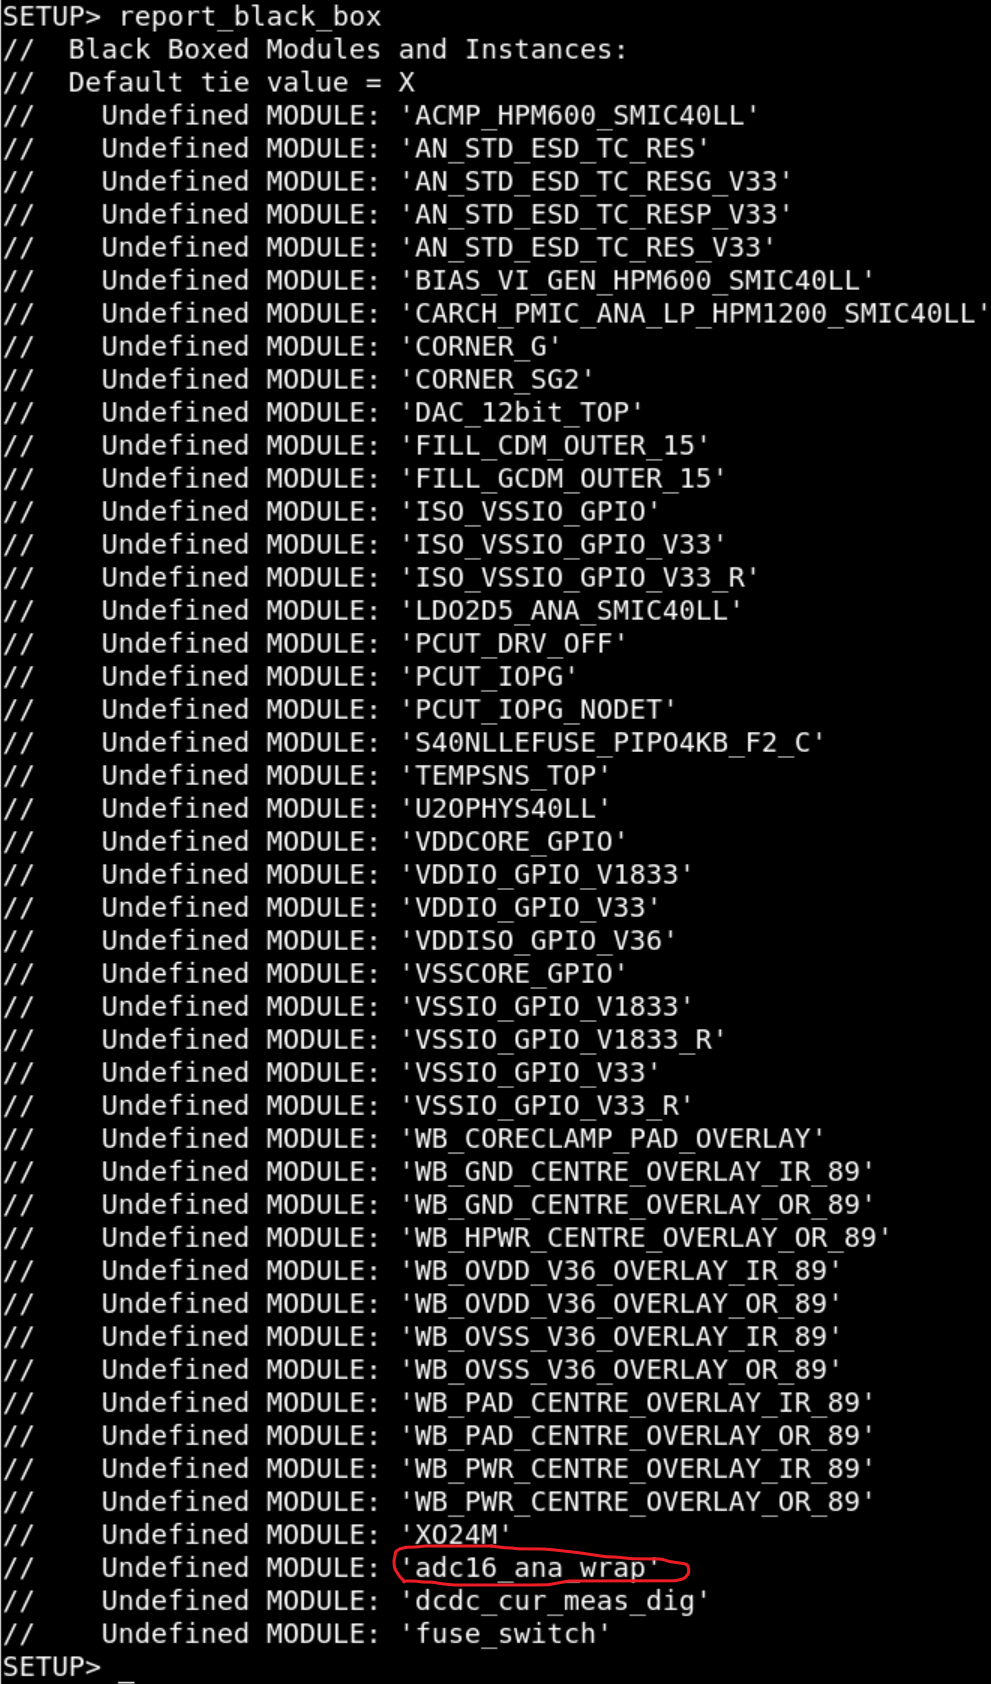 SETUP> report_black_box
//  Black Boxed Modules and Instances:
//  Default tie value = X
//    Undefined MODULE: 'ACMP_HPM600_SMIC40LL'
//    Undefined MODULE: 'AN_STD_ESD_TC_RES'
//    Undefined MODULE: 'AN_STD_ESD_TC_RESG_V33'
//    Undefined MODULE: 'AN_STD_ESD_TC_RESP_V33'
//    Undefined MODULE: 'AN_STD_ESD_TC_RES_V33'
//    Undefined MODULE: 'BIAS_VI_GEN_HPM600_SMIC40LL'
//    Undefined MODULE: 'CARCH_PMIC_ANA_LP_HPM1200_SMIC40LL'
//    Undefined MODULE: 'CORNER_G'
//    Undefined MODULE: 'CORNER_SG2'
//    Undefined MODULE: 'DAC_12bit_TOP'
//    Undefined MODULE: 'FILL_CDM_OUTER_15'
//    Undefined MODULE: 'FILL_GCDM_OUTER_15'
//    Undefined MODULE: 'ISO_VSSIO_GPIO'
//    Undefined MODULE: 'ISO_VSSIO_GPIO_V33'
//    Undefined MODULE: 'ISO_VSSIO_GPIO_V33_R'
//    Undefined MODULE: 'LDO2D5_ANA_SMIC40LL'
//    Undefined MODULE: 'PCUT_DRV_OFF'
//    Undefined MODULE: 'PCUT_IOPG'
//    Undefined MODULE: 'PCUT_IOPG_NODET'
//    Undefined MODULE: 'S40NLLEFUSE_PIPO4KB_F2_C'
//    Undefined MODULE: 'TEMPSNS_TOP'
//    Undefined MODULE: 'U2OPHYS40LL'
//    Undefined MODULE: 'VDDCORE_GPIO'
//    Undefined MODULE: 'VDDIO_GPIO_V1833'
//    Undefined MODULE: 'VDDIO_GPIO_V33'
//    Undefined MODULE: 'VDDISO_GPIO_V36'
//    Undefined MODULE: 'VSSCORE_GPIO'
//    Undefined MODULE: 'VSSIO_GPIO_V1833'
//    Undefined MODULE: 'VSSIO_GPIO_V1833_R'
//    Undefined MODULE: 'VSSIO_GPIO_V33'
//    Undefined MODULE: 'VSSIO_GPIO_V33_R'
//    Undefined MODULE: 'WB_CORECLAMP_PAD_OVERLAY'
//    Undefined MODULE: 'WB_GND_CENTRE_OVERLAY_IR_89'
//    Undefined MODULE: 'WB_GND_CENTRE_OVERLAY_OR_89'
//    Undefined MODULE: 'WB_HPWR_CENTRE_OVERLAY_OR_89'
//    Undefined MODULE: 'WB_OVDD_V36_OVERLAY_IR_89'
//    Undefined MODULE: 'WB_OVDD_V36_OVERLAY_OR_89'
//    Undefined MODULE: 'WB_OVSS_V36_OVERLAY_IR_89'
//    Undefined MODULE: 'WB_OVSS_V36_OVERLAY_OR_89'
//    Undefined MODULE: 'WB_PAD_CENTRE_OVERLAY_IR_89'
//    Undefined MODULE: 'WB_PAD_CENTRE_OVERLAY_OR_89'
//    Undefined MODULE: 'WB_PWR_CENTRE_OVERLAY_IR_89'
//    Undefined MODULE: 'WB_PWR_CENTRE_OVERLAY_OR_89'
//    Undefined MODULE: 'XO24M'
//    Undefined MODULE: 'adc16_ana_wrap'
//    Undefined MODULE: 'dcdc_cur_meas_dig'
//    Undefined MODULE: 'fuse_switch'
SETUP> _